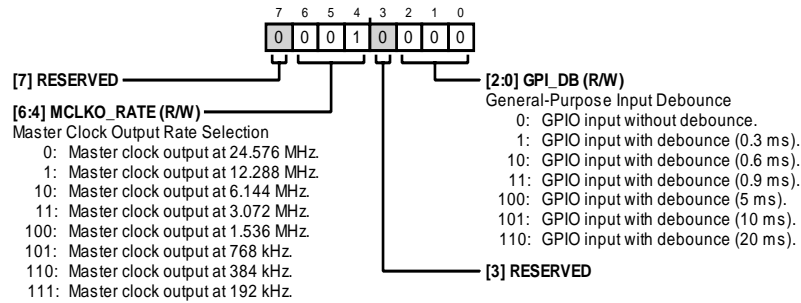 7 6 5 4 3 2 1 0
0 0 0 1 0 0 0 0
[7] RESERVED
[6:4] MCLKO_RATE (R/W)
Master Clock Output Rate Selection
0: Master clock output at 24.576 MHz.
1: Master clock output at 12.288 MHz.
10: Master clock output at 6.144 MHz.
11: Master clock output at 3.072 MHz.
100: Master clock output at 1.536 MHz.
101: Master clock output at 768 kHz.
110: Master clock output at 384 kHz.
111: Master clock output at 192 kHz.
[2:0] GPI_DB (R/W)
General-Purpose Input Debounce
0: GPIO input without debounce.
1: GPIO input with debounce (0.3 ms).
10: GPIO input with debounce (0.6 ms).
11: GPIO input with debounce (0.9 ms).
100: GPIO input with debounce (5 ms).
101: GPIO input with debounce (10 ms).
110: GPIO input with debounce (20 ms).
[3] RESERVED